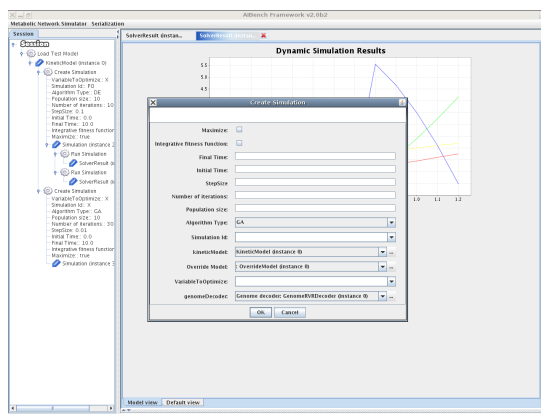 AIBench Framework v2.0b2
Metabolic Network Simulator Serialization
Session
SolverResult (instan...
SolverResult (instan...
Session
Load Test Model
KineticModel (instance 0)
Create Simulation
VariableToOptimize:: X
Simulation Id:: PO
Algorithm Type:: DE
Population size:: 10
Number of iterations:: 10
StepSize: 0.1
Initial Time:: 0.0
Final Time:: 10.0
Integrative fitness function
Maximize:: true
Simulation (instance 2
Run Simulation
SolverResult (in
Run Simulation
SolverResult (in
Create Simulation
VariableToOptimize:: X
Simulation Id:: X
Algorithm Type:: GA
Population size:: 10
Number of iterations:: 30
StepSize: 0.01
Initial Time:: 0.0
Final Time:: 10.0
Integrative fitness function
Maximize:: true
Simulation (instance 3
Dynamic Simulation Results
5.5
5.0
4.5
1.0 1.1 1.2
Create Simulation
Maximize:
Integrative fitness function:
Final Time:
Initial Time:
StepSize
Number of iterations:
Population size:
Algorithm Type: GA
Simulation Id:
kineticModel: KineticModel (instance 0) ...
Override Model: : OverrideModel (instance 0) ...
VariableToOptimize:
genomeDecoder: Genome decoder: GenomeRVRDecoder (instance 0) ...
Ok Cancel
Model view Default view